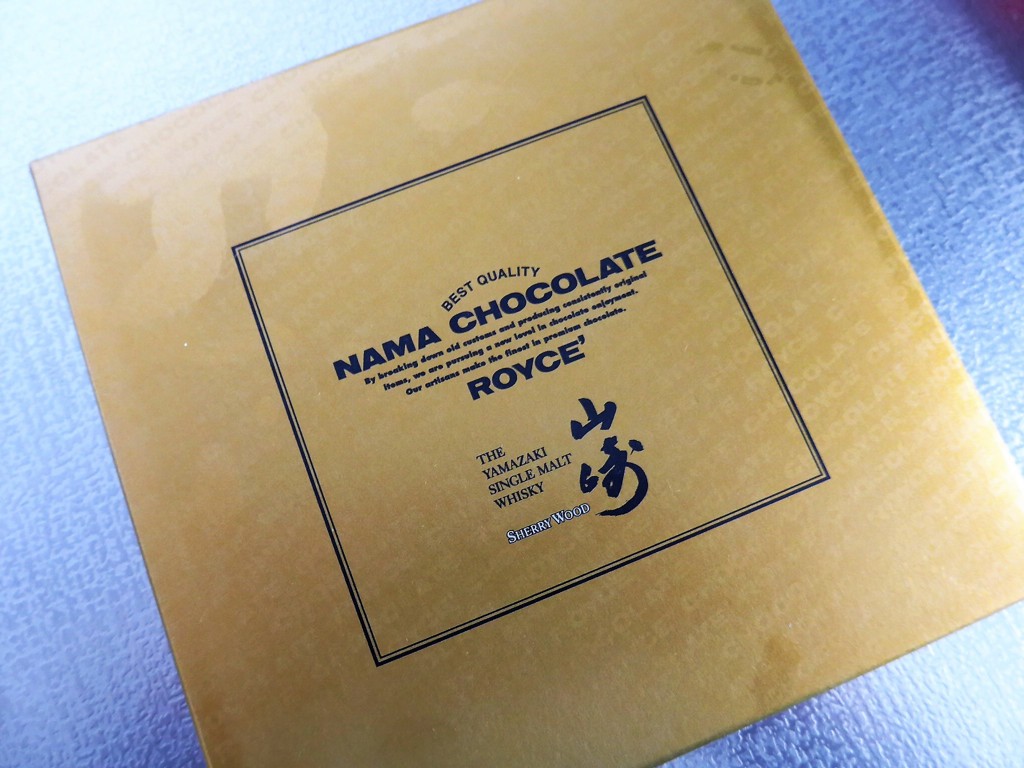 BEST QUALITY
NAMA CHOCOLATE
By breaking down old customs and producing consistently original
items, we are pursuing a new level in chocolate enjoyment.
Our artisans make the finest in premium chocolate.
ROYCE'
THE
YAMAZAKI
SINGLE MALT
WHISKY
山崎
SHERRY WOOD